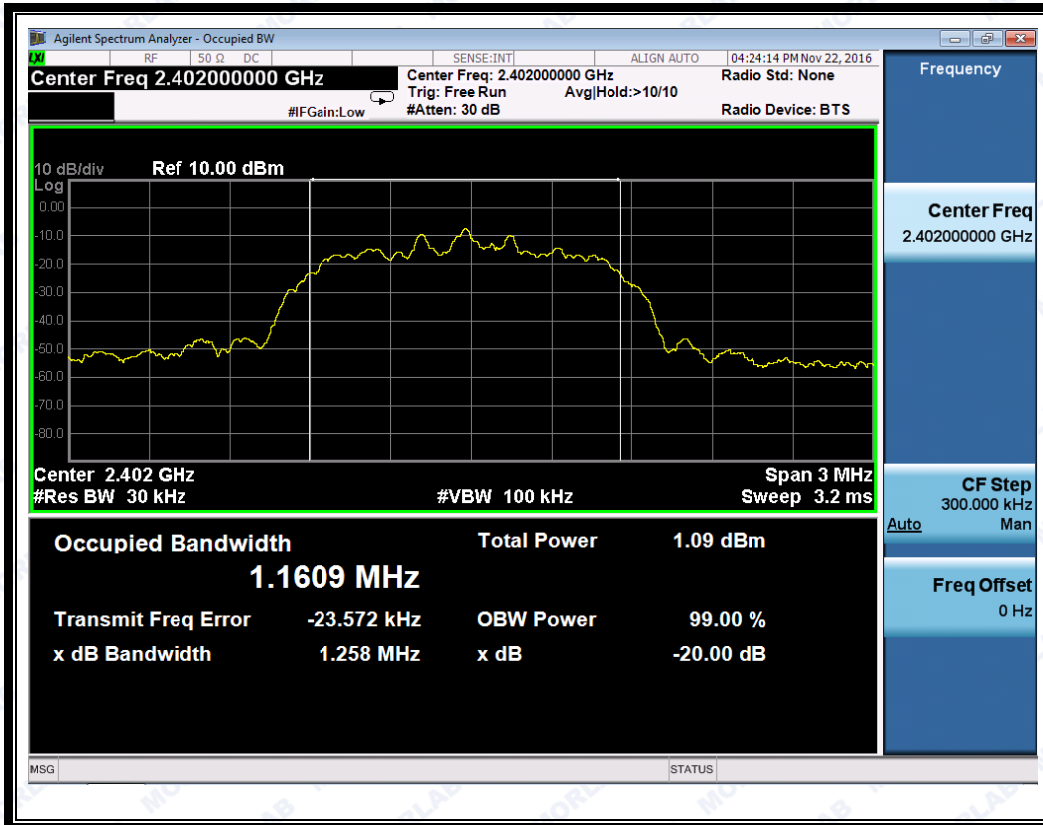 Agilent Spectrum Analyzer - Occupied BW
LXI RF 50 Ω DC SENSE:INT ALIGN AUTO 04:24:14 PM Nov 22, 2016
Center Freq 2.402000000 GHz
Center Freq: 2.402000000 GHz Radio Std: None
Trig: Free Run Avg|Hold:>10/10
#IFGain:Low #Atten: 30 dB Radio Device: BTS
10 dB/div Ref 10.00 dBm
Log
0.00
-10.0
-20.0
-30.0
-40.0
-50.0
-60.0
-70.0
-80.0
Center 2.402 GHz Span 3 MHz
#Res BW 30 kHz #VBW 100 kHz Sweep 3.2 ms
Occupied Bandwidth Total Power 1.09 dBm
1.1609 MHz
Transmit Freq Error -23.572 kHz OBW Power 99.00 %
x dB Bandwidth 1.258 MHz x dB -20.00 dB
MSG STATUS
Frequency
Center Freq
2.402000000 GHz
CF Step
300.000 kHz
Auto Man
Freq Offset
0 Hz